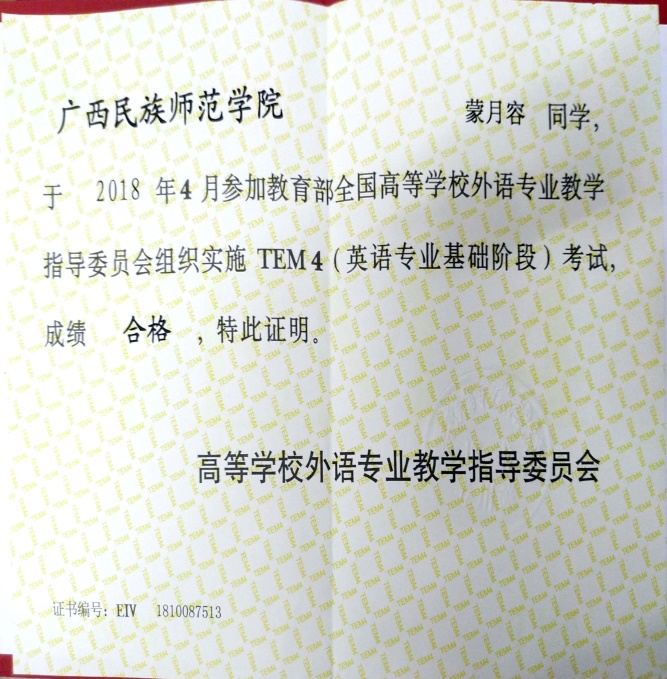 广西民族师范学院 蒙月容 同学，
于 2018 年 4 月参加教育部全国高等学校外语专业教学
指导委员会组织实施 TEM 4（英语专业基础阶段）考试，
成绩 合格 ，特此证明。
高等学校外语专业教学指导委员会
证书编号：EIV 1810087513